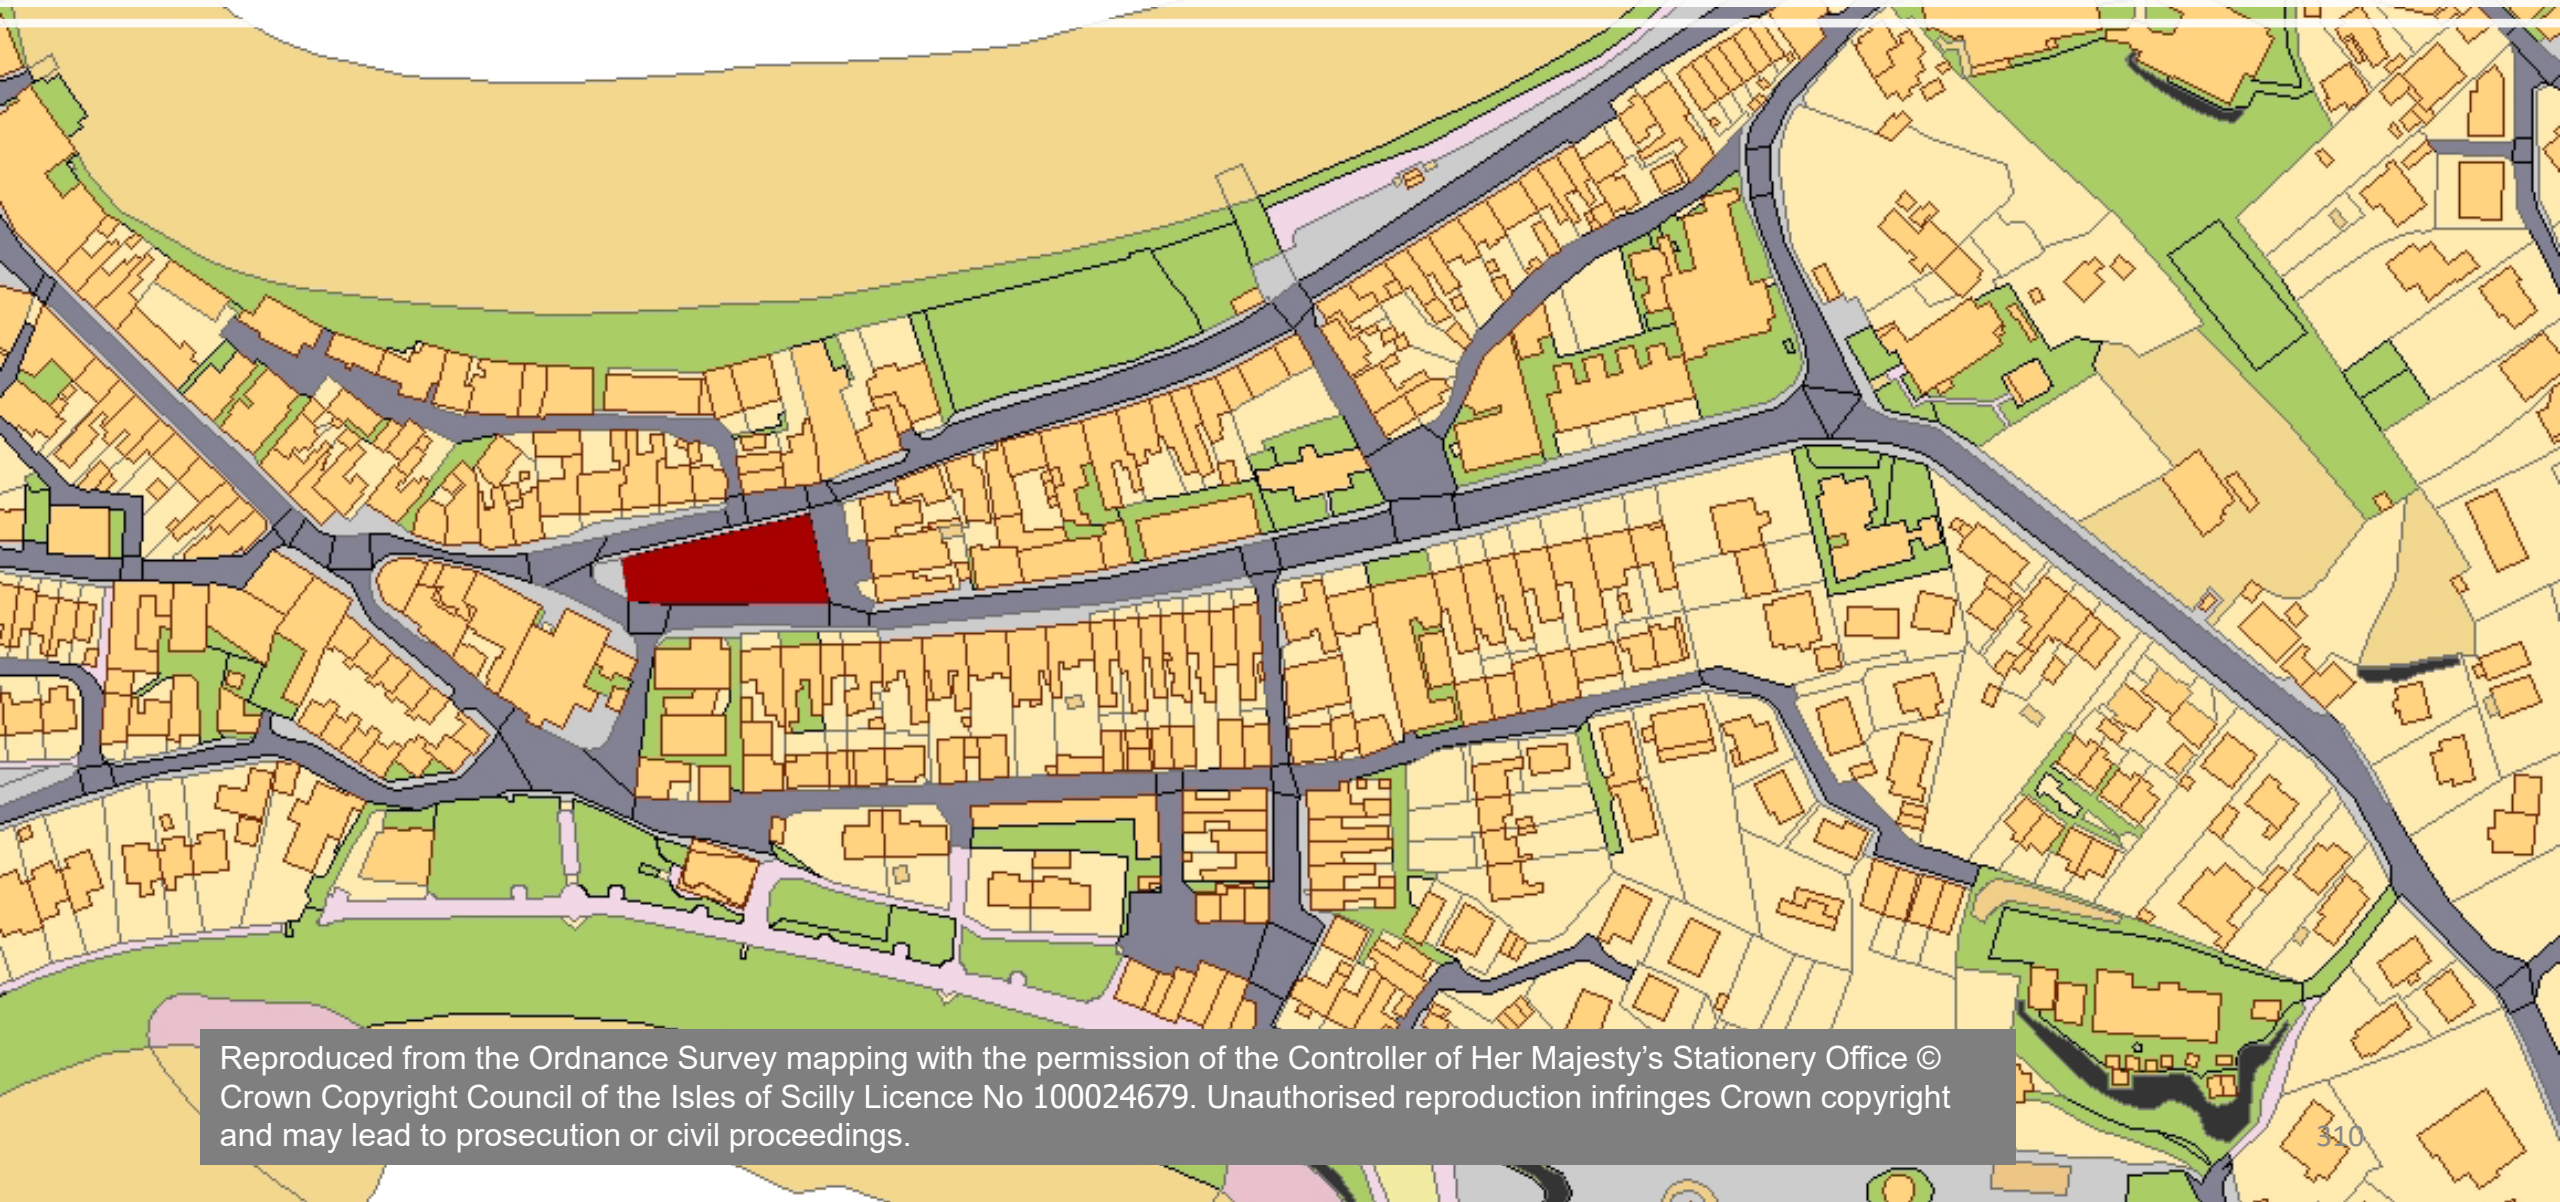 Reproduced from the Ordnance Survey mapping with the permission of the Controller of Her Majesty’s Stationery Office ©
Crown Copyright Council of the Isles of Scilly Licence No 100024679. Unauthorised reproduction infringes Crown copyright
and may lead to prosecution or civil proceedings.
310